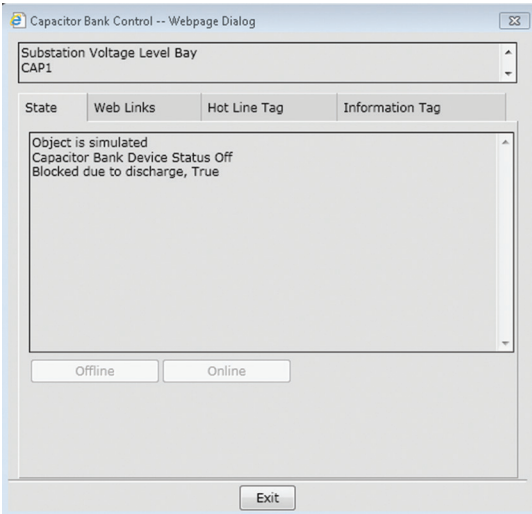 Capacitor Bank Control -- Webpage Dialog
Substation Voltage Level Bay
CAP1
State Web Links Hot Line Tag Information Tag
Object is simulated
Capacitor Bank Device Status Off
Blocked due to discharge, True
Offline Online
Exit